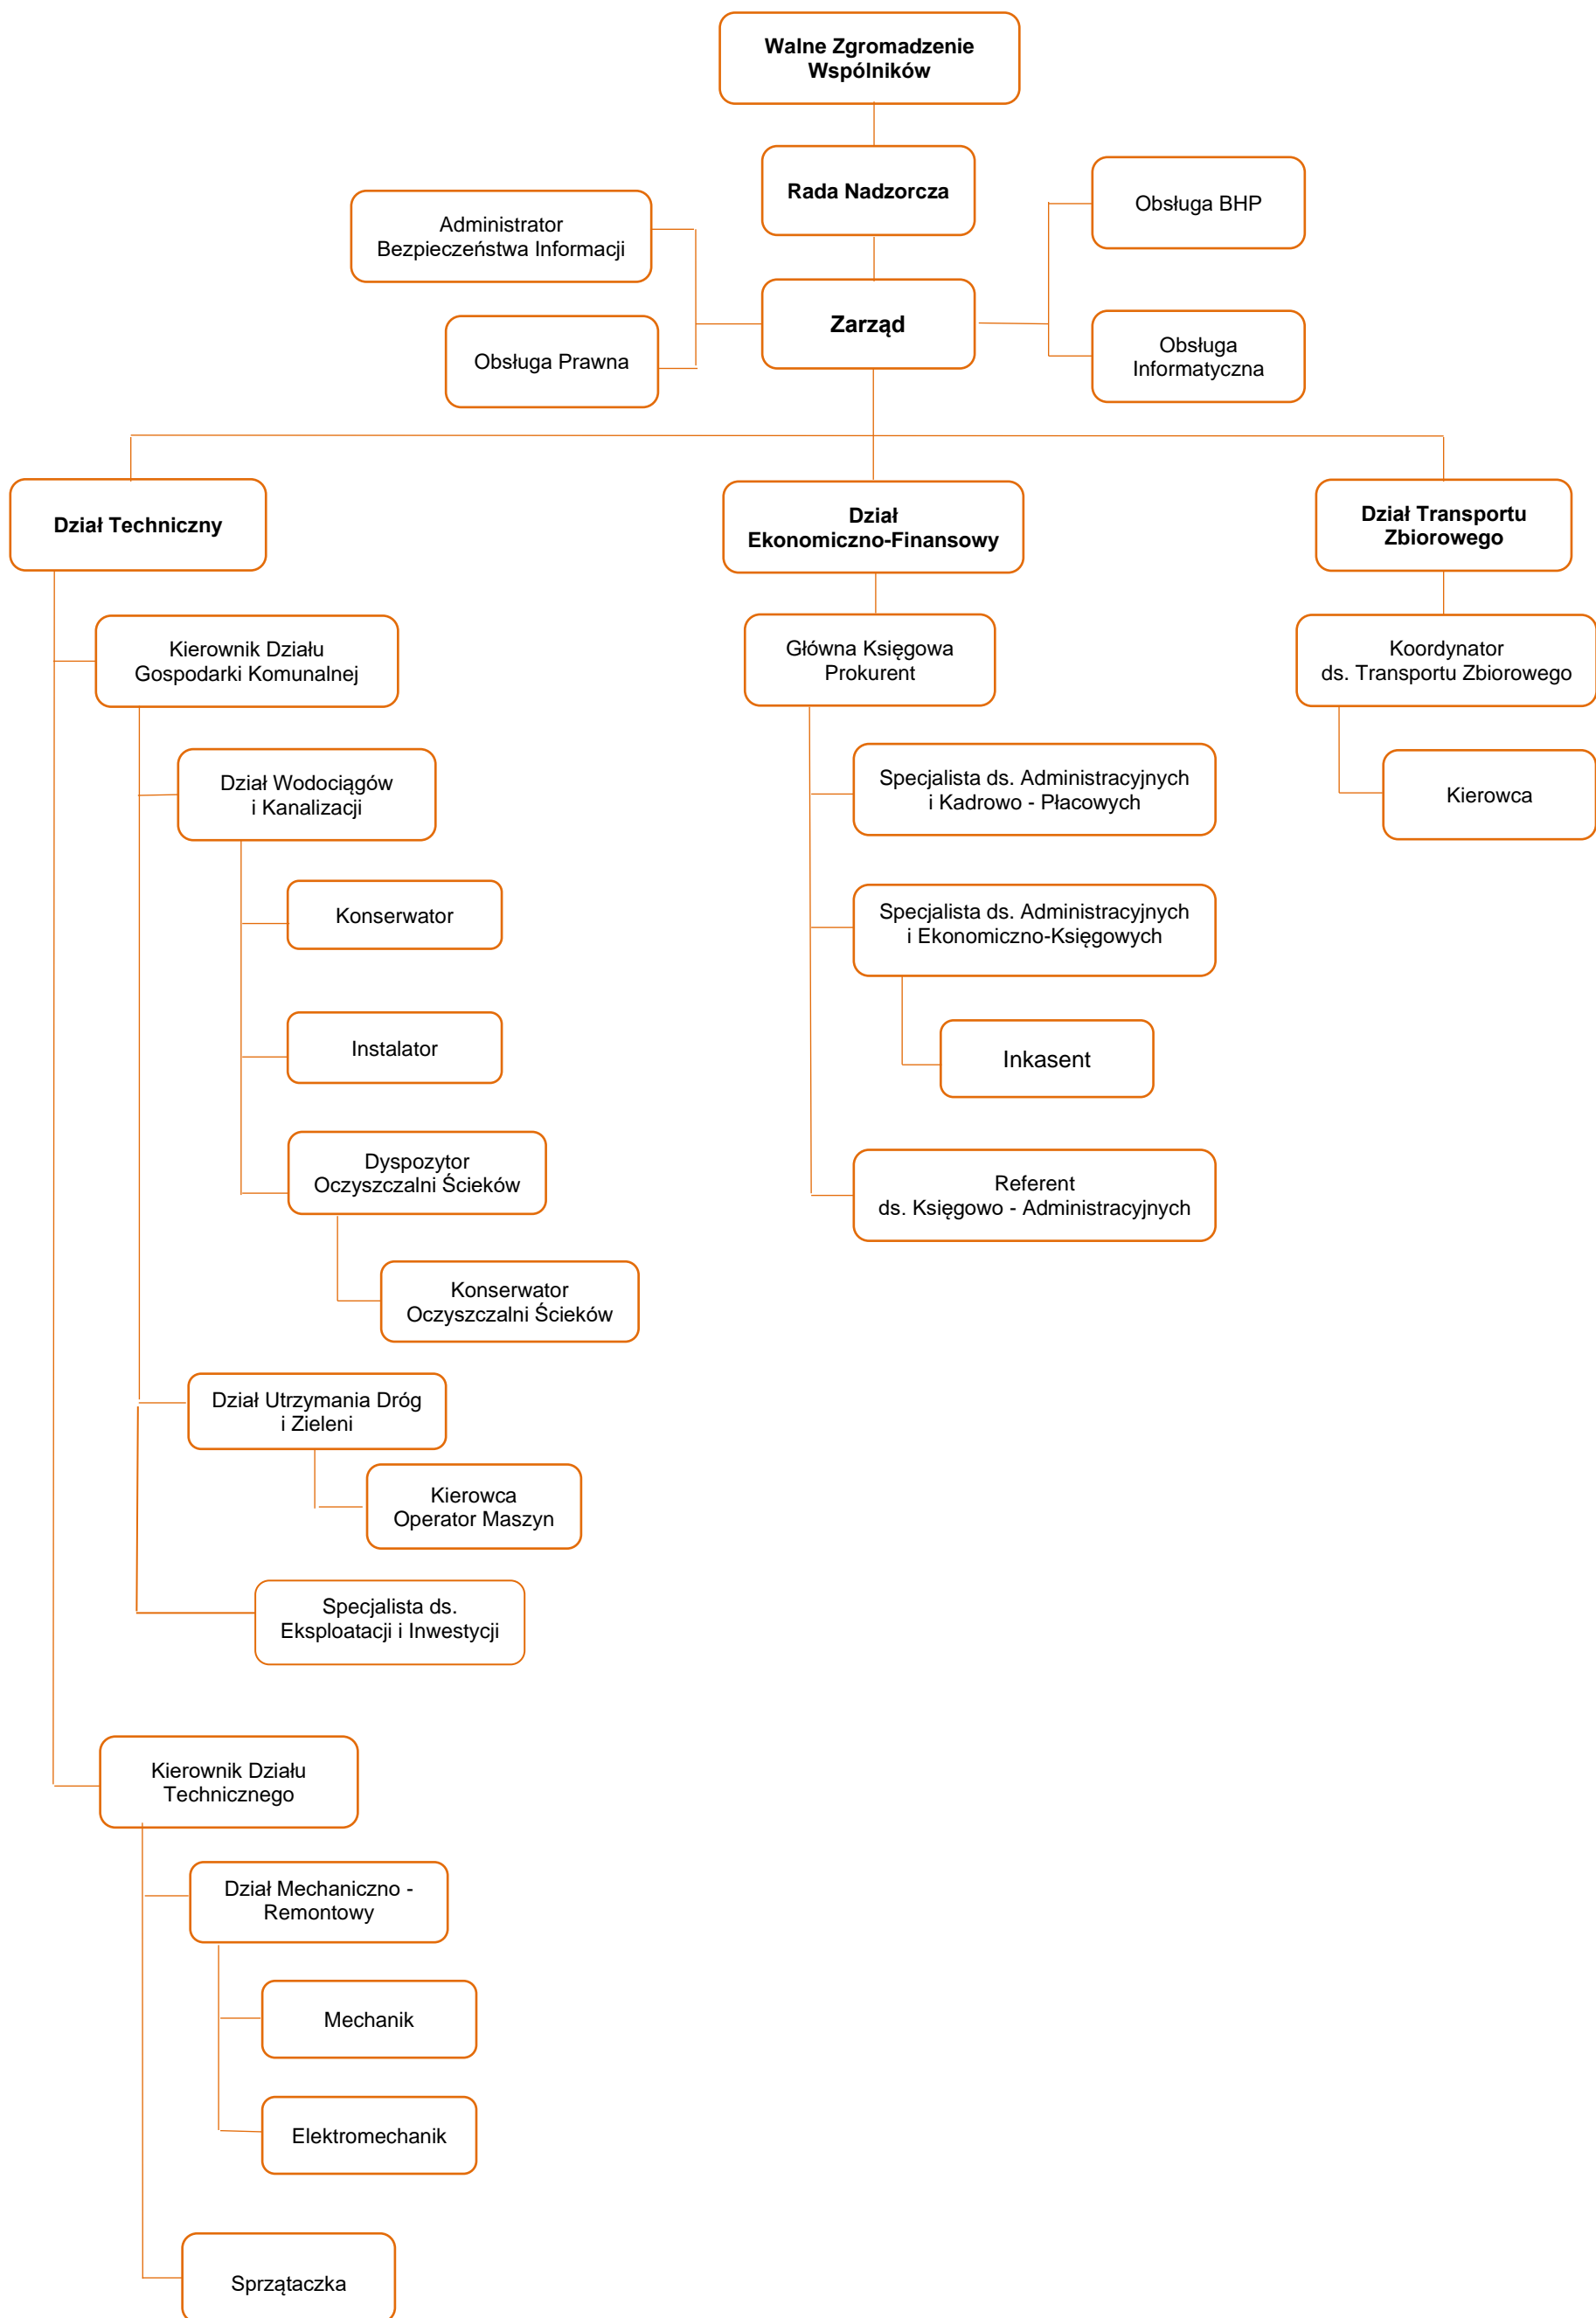 Walne Zgromadzenie
Wspólników
Rada Nadzorcza
Obsługa BHP
Administrator
Bezpieczeństwa Informacji
Zarząd
Obsługa Prawna
Obsługa
Informatyczna
Dział Techniczny
Dział
Ekonomiczno-Finansowy
Dział Transportu
Zbiorowego
Kierownik Działu
Gospodarki Komunalnej
Główna Księgowa
Prokurent
Koordynator
ds. Transportu Zbiorowego
Dział Wodociągów
i Kanalizacji
Specjalista ds. Administracyjnych
i Kadrowo - Płacowych
Kierowca
Konserwator
Specjalista ds. Administracyjnych
i Ekonomiczno-Księgowych
Instalator
Inkasent
Dyspozytor
Oczyszczalni Ścieków
Referent
ds. Księgowo - Administracyjnych
Konserwator
Oczyszczalni Ścieków
Dział Utrzymania Dróg
i Zieleni
Kierowca
Operator Maszyn
Specjalista ds.
Eksploatacji i Inwestycji
Kierownik Działu
Technicznego
Dział Mechaniczno -
Remontowy
Mechanik
Elektromechanik
Sprzątaczka